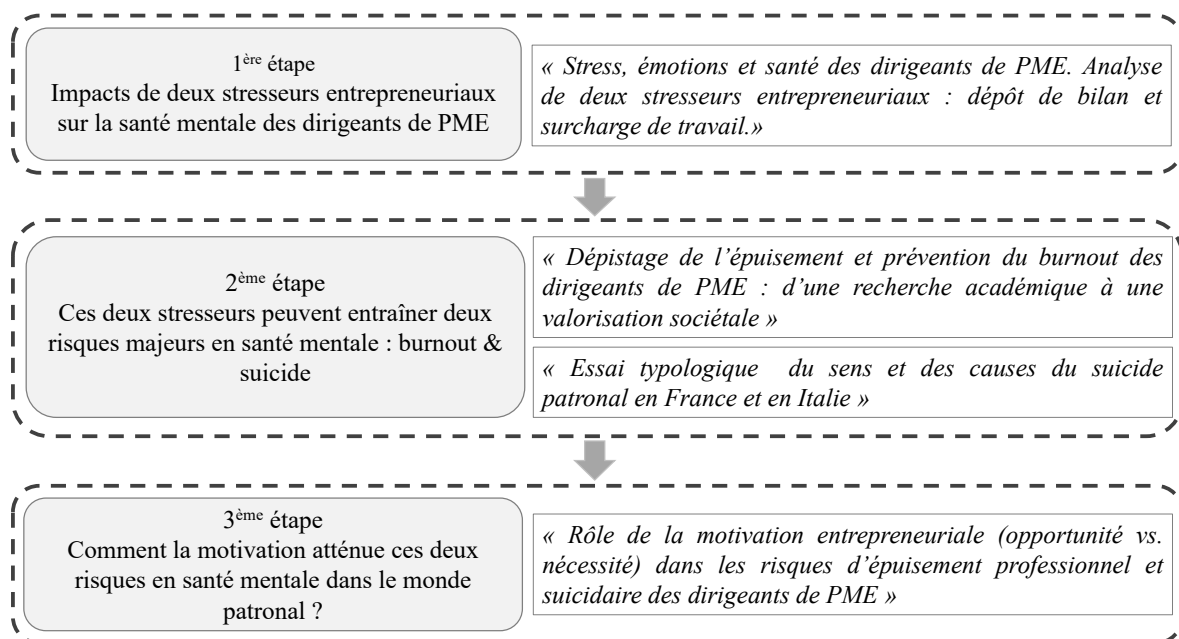 1ère étape
Impacts de deux stresseurs entrepreneuriaux
sur la santé mentale des dirigeants de PME
« Stress, émotions et santé des dirigeants de PME. Analyse
de deux stresseurs entrepreneuriaux : dépôt de bilan et
surcharge de travail.»
2ème étape
Ces deux stresseurs peuvent entraîner deux
risques majeurs en santé mentale : burnout &
suicide
« Dépistage de l’épuisement et prévention du burnout des
dirigeants de PME : d’une recherche académique à une
valorisation sociétale »
« Essai typologique du sens et des causes du suicide
patronal en France et en Italie »
3ème étape
Comment la motivation atténue ces deux
risques en santé mentale dans le monde
patronal ?
« Rôle de la motivation entrepreneuriale (opportunité vs.
nécessité) dans les risques d’épuisement professionnel et
suicidaire des dirigeants de PME »